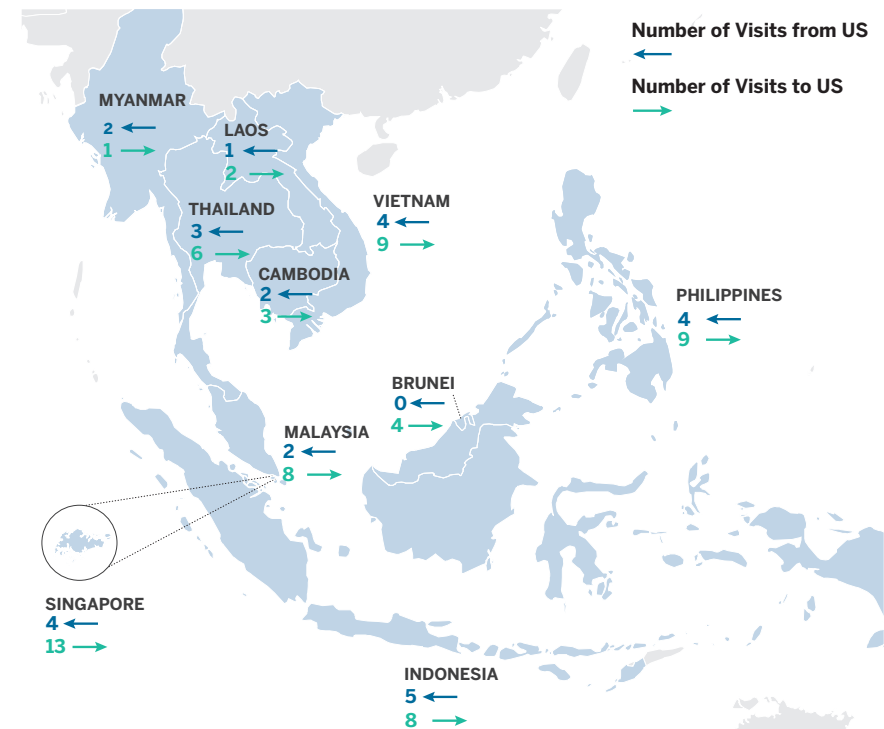 Number of Visits from US
Number of Visits to US
MYANMAR
2
1
LAOS
1
2
THAILAND
3
6
VIETNAM
4
9
CAMBODIA
2
3
PHILIPPINES
4
9
BRUNEI
0
4
MALAYSIA
2
8
SINGAPORE
4
13
INDONESIA
5
8